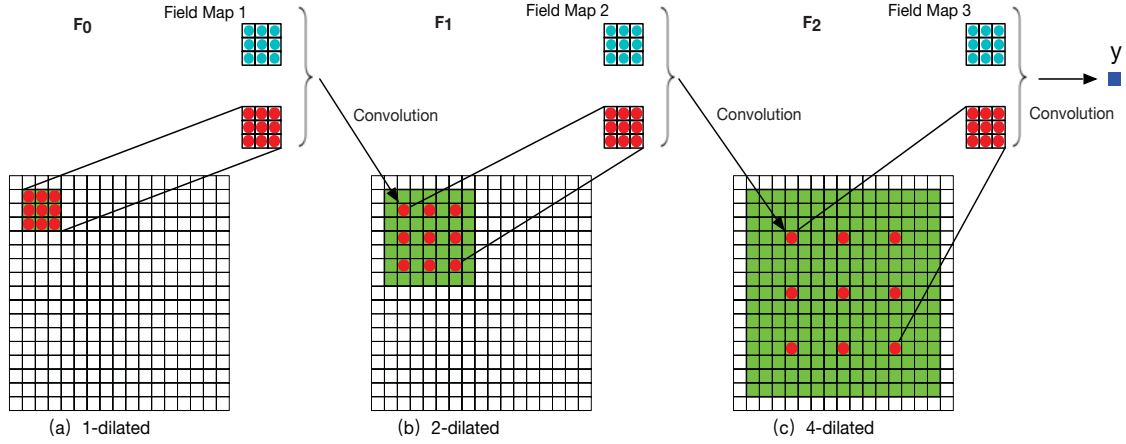 Field Map 1
F0
Field Map 2
F1
Field Map 3
F2
y
Convolution
Convolution
Convolution
(a) 1-dilated
(b) 2-dilated
(c) 4-dilated